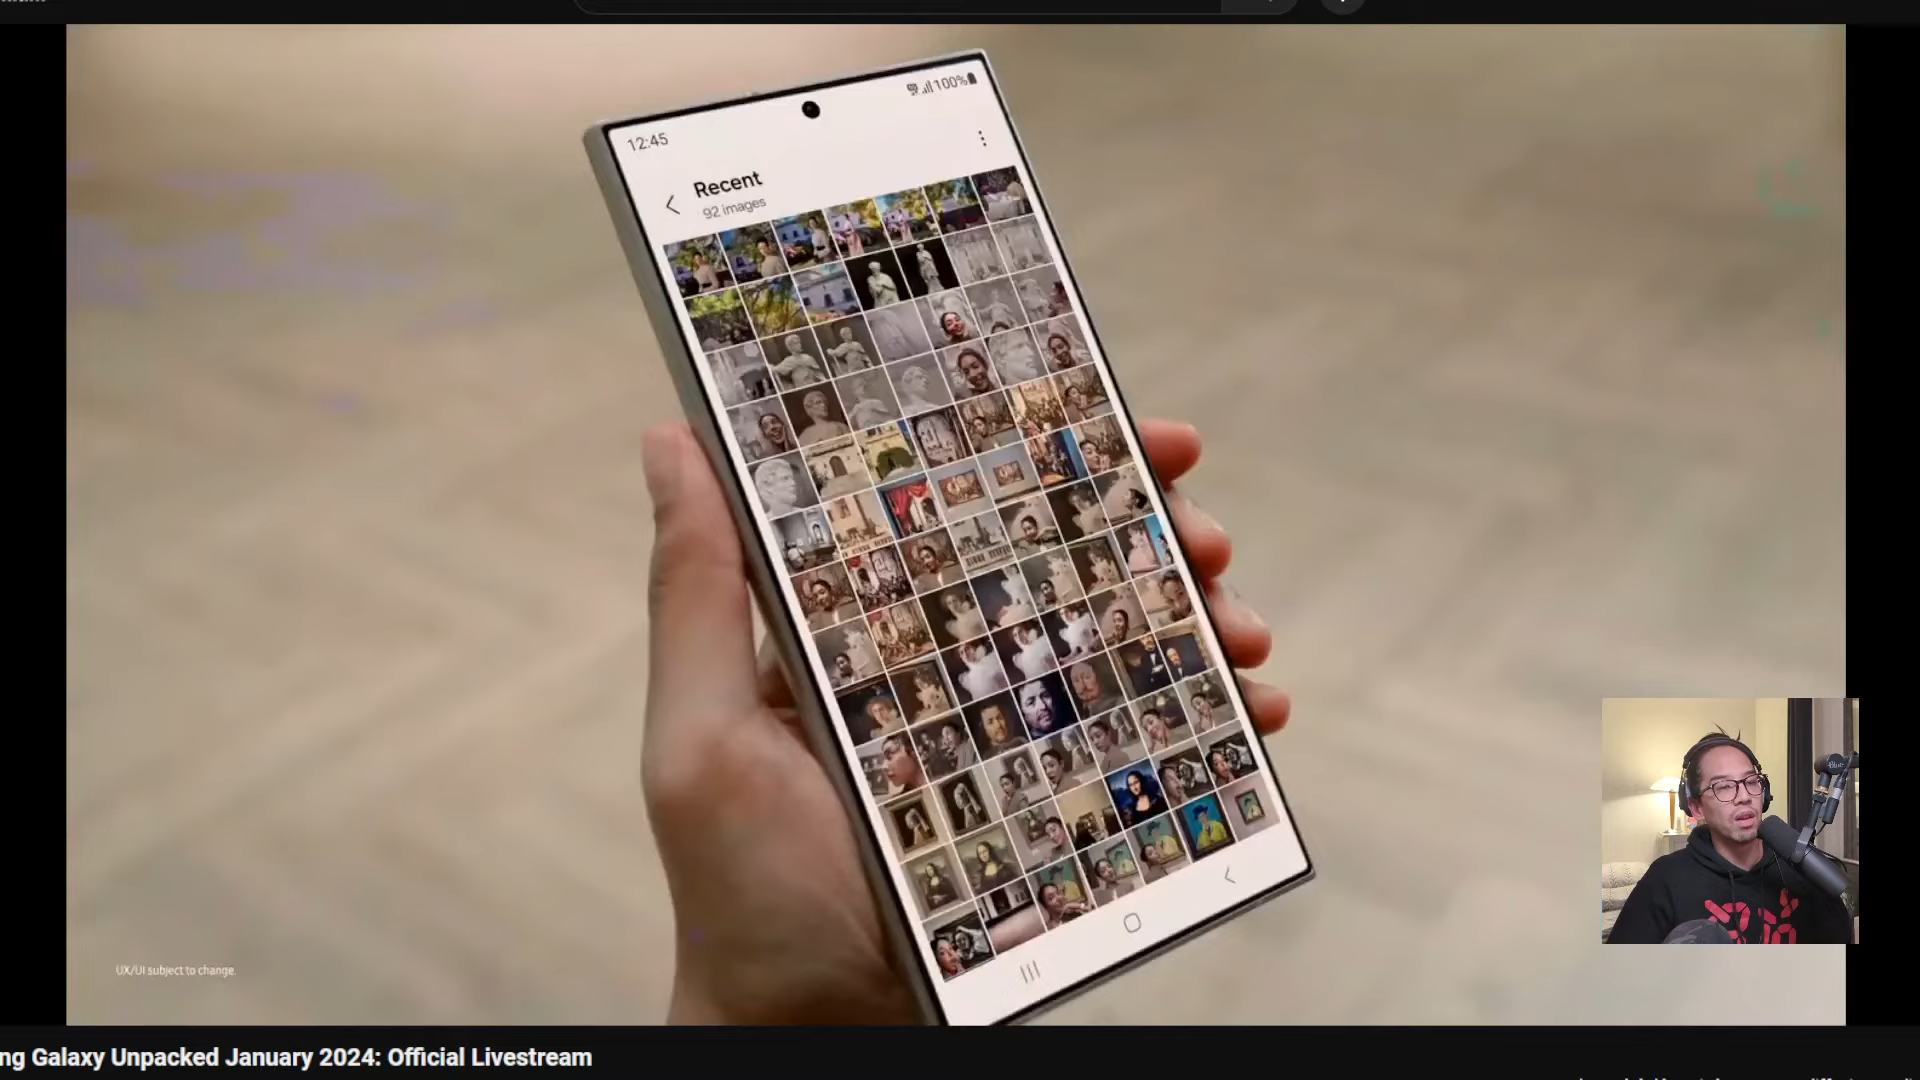 12:45
100%
Recent
92 images
UX/UI subject to change.
ng Galaxy Unpacked January 2024: Official Livestream